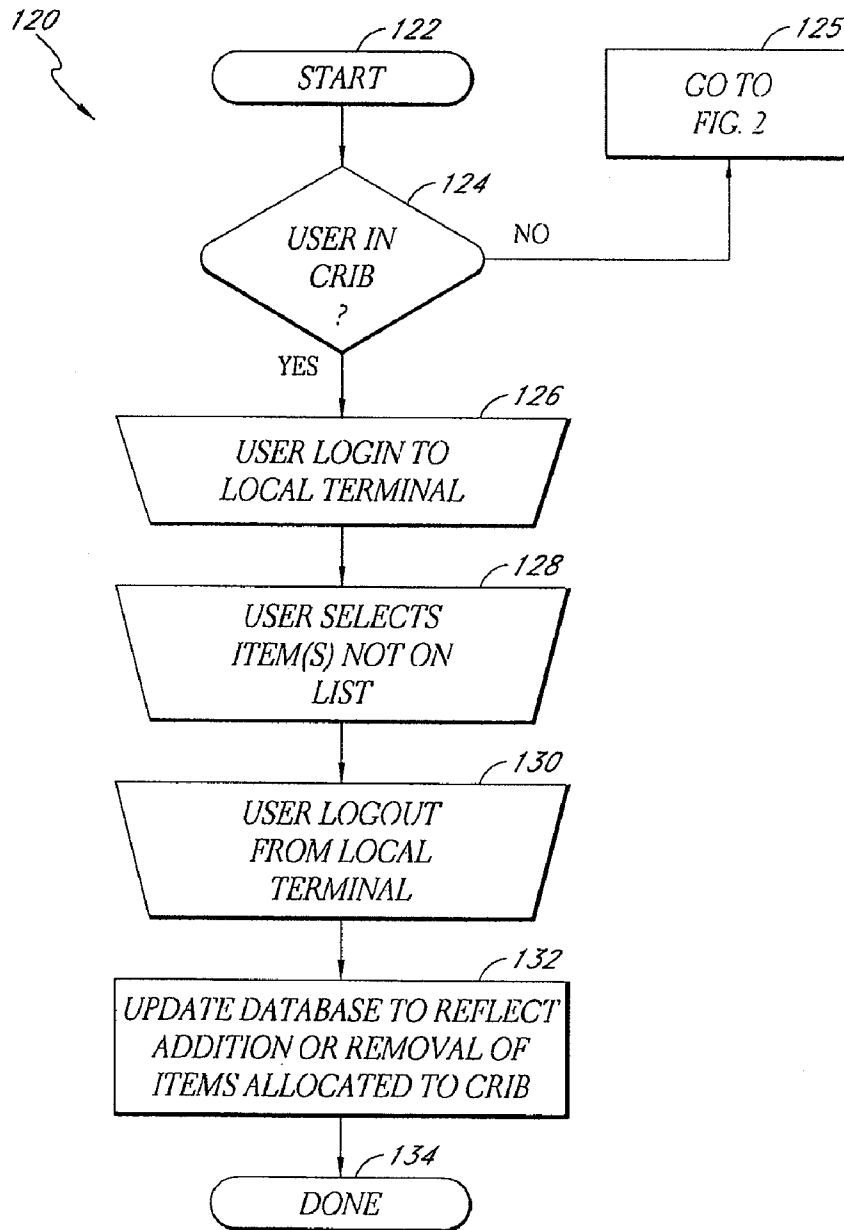 120
122
START
125
GO TO
FIG. 2
124
USER IN
CRIB
?
NO
YES
126
USER LOGIN TO
LOCAL TERMINAL
128
USER SELECTS
ITEM(S) NOT ON
LIST
130
USER LOGOUT
FROM LOCAL
TERMINAL
132
UPDATE DATABASE TO REFLECT
ADDITION OR REMOVAL OF
ITEMS ALLOCATED TO CRIB
134
DONE